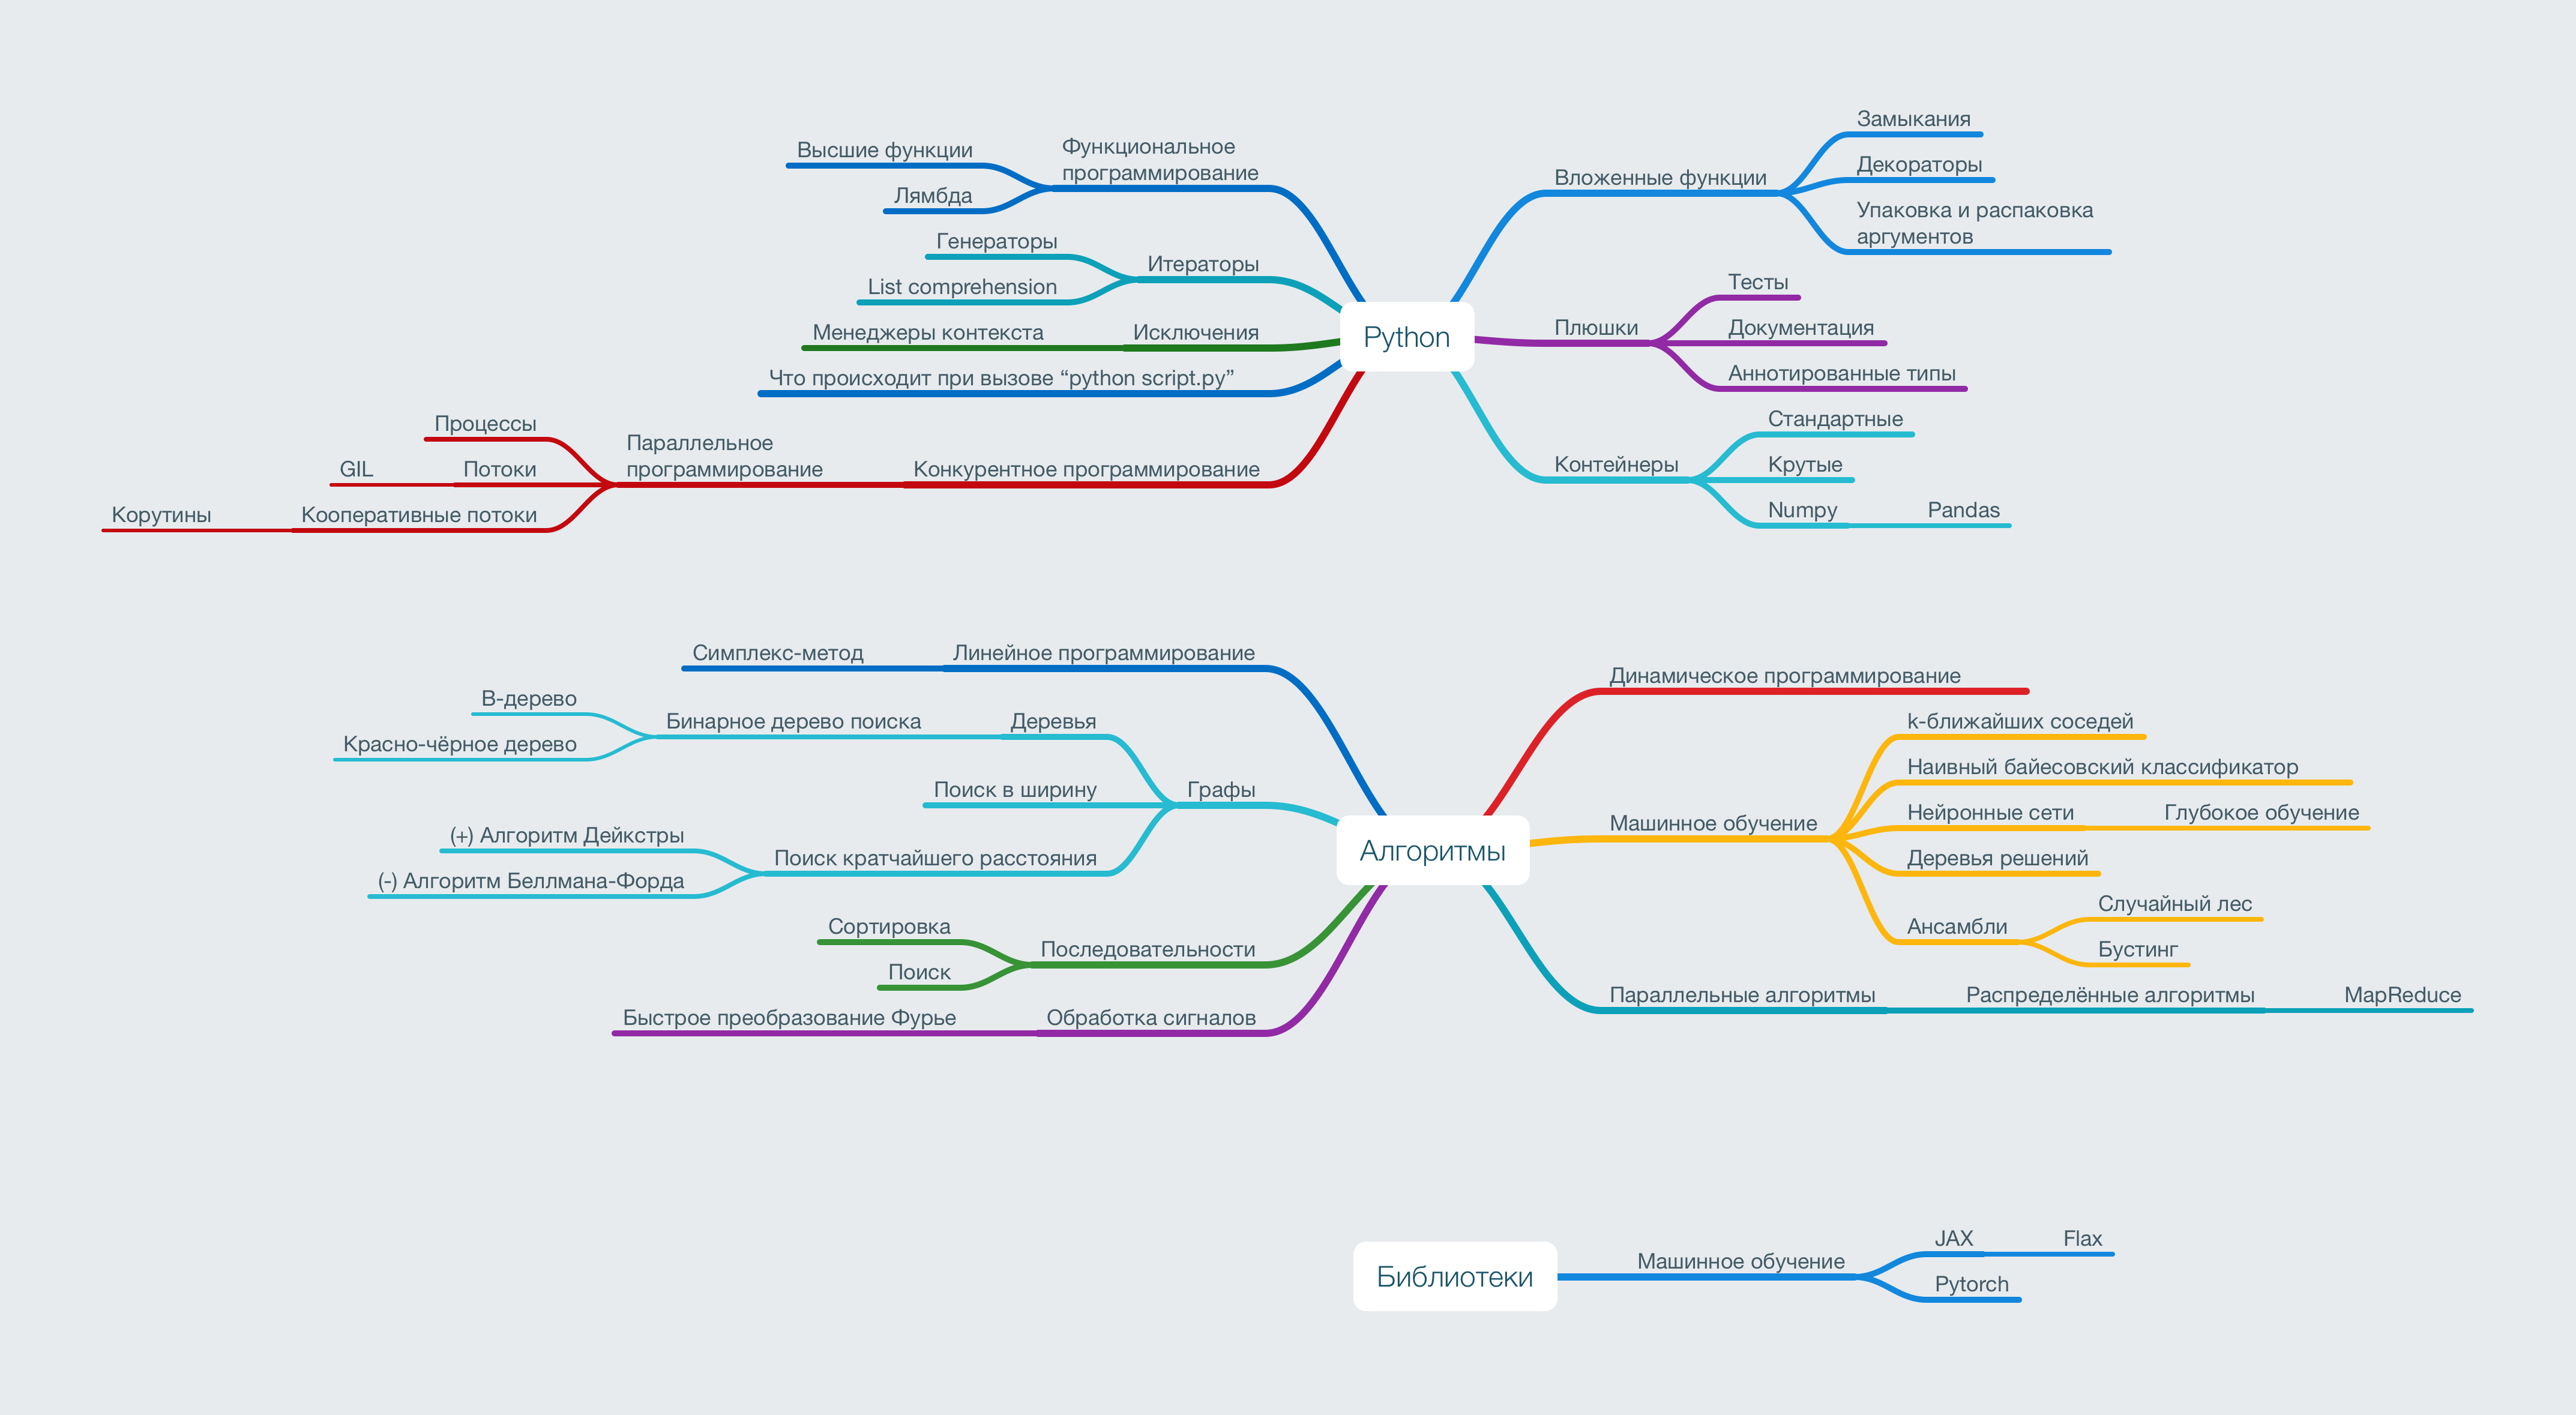 Python
Функциональное
программирование
Высшие функции
Лямбда
Итераторы
Генераторы
List comprehension
Исключения
Менеджеры контекста
Что происходит при вызове “python script.py”
Конкурентное программирование
Параллельное
программирование
Процессы
Потоки
GIL
Кооперативные потоки
Корутины
Вложенные функции
Замыкания
Декораторы
Упаковка и распаковка
аргументов
Плюшки
Тесты
Документация
Аннотированные типы
Контейнеры
Стандартные
Крутые
Numpy
Pandas
Алгоритмы
Линейное программирование
Симплекс-метод
Графы
Деревья
Бинарное дерево поиска
В-дерево
Красно-чёрное дерево
Поиск в ширину
Поиск кратчайшего расстояния
(+) Алгоритм Дейкстры
(-) Алгоритм Беллмана-Форда
Последовательности
Сортировка
Поиск
Обработка сигналов
Быстрое преобразование Фурье
Динамическое программирование
Машинное обучение
k-ближайших соседей
Наивный байесовский классификатор
Нейронные сети
Глубокое обучение
Деревья решений
Ансамбли
Случайный лес
Бустинг
Параллельные алгоритмы
Распределённые алгоритмы
MapReduce
Библиотеки
Машинное обучение
JAX
Flax
Pytorch